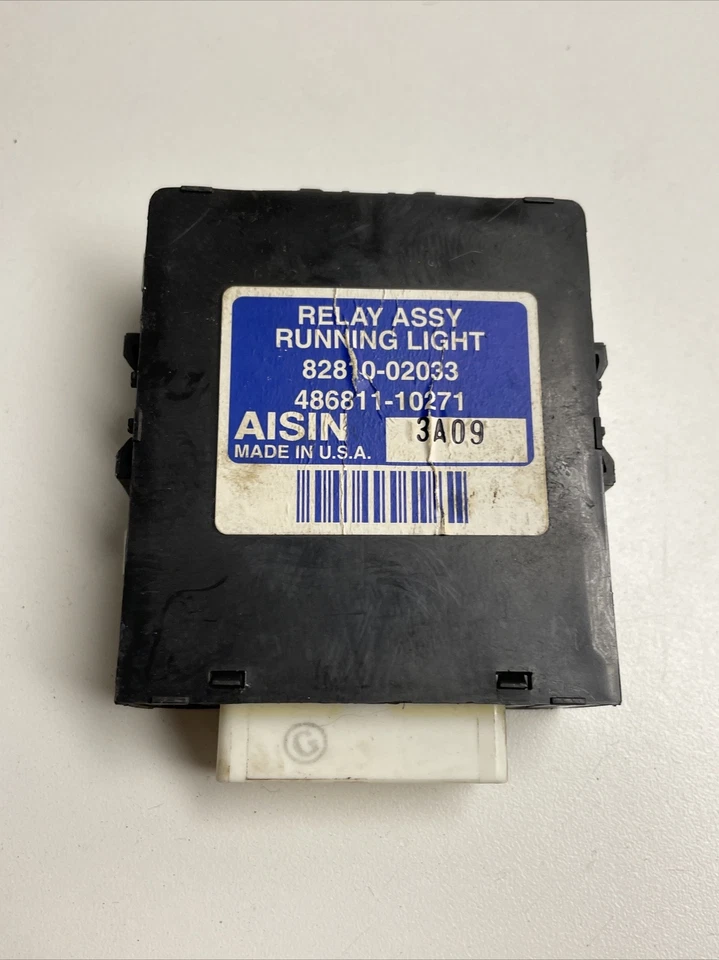 RELAY ASSY
RUNNING LIGHT
82810-02033
486811-10271
AISIN 3A09
MADE IN U.S.A.
G